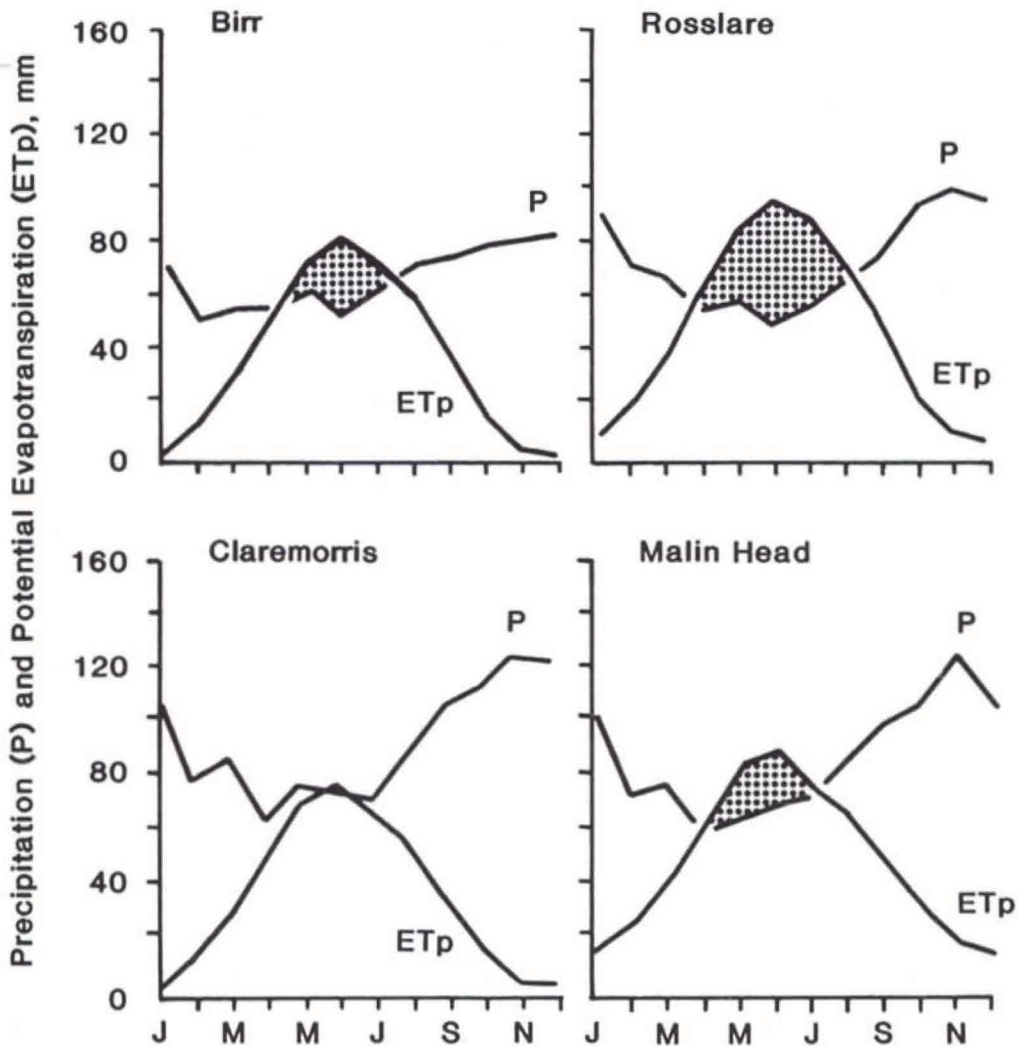 Precipitation (P) and Potential Evapotranspiration (ETp), mm
Birr
160
120
80
40
0
P
ETp
Rosslare
P
ETp
Claremorris
160
120
80
40
0
P
ETp
J M M J S N
Malin Head
P
ETp
J M M J S N